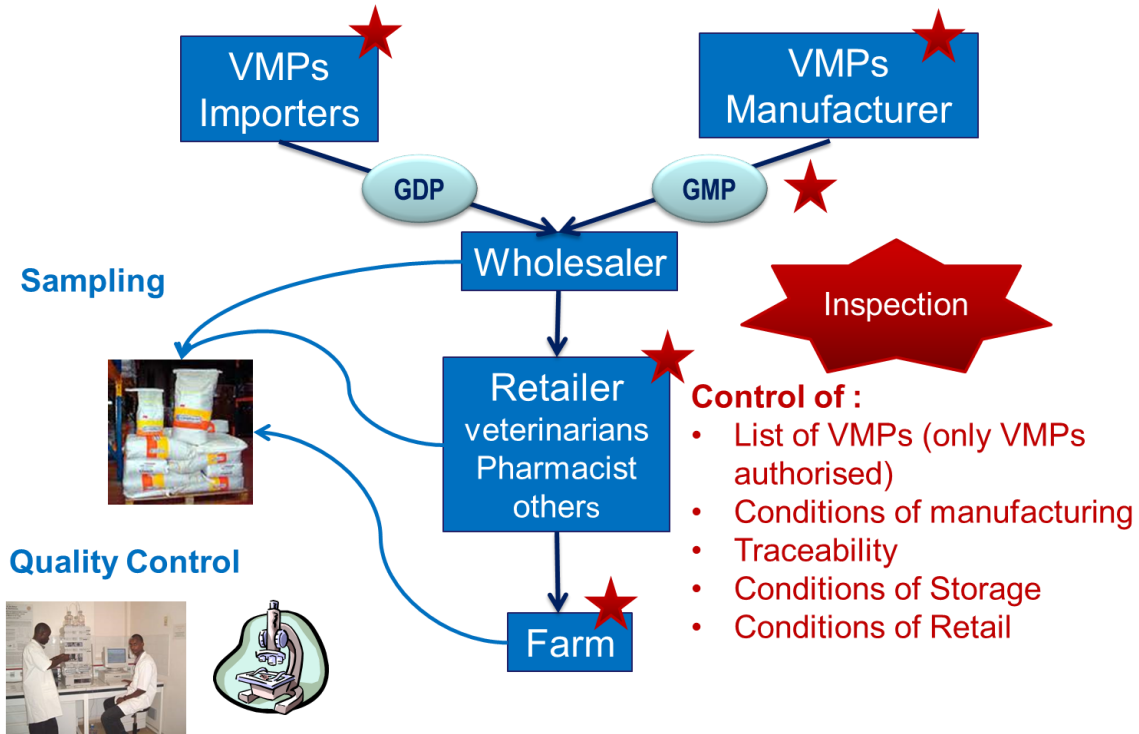 VMPs
Importers
VMPs
Manufacturer
GDP
GMP
Wholesaler
Sampling
Inspection
Retailer
veterinarians
Pharmacist
others
Control of :
• List of VMPs (only VMPs
authorised)
• Conditions of manufacturing
• Traceability
• Conditions of Storage
• Conditions of Retail
Quality Control
Farm